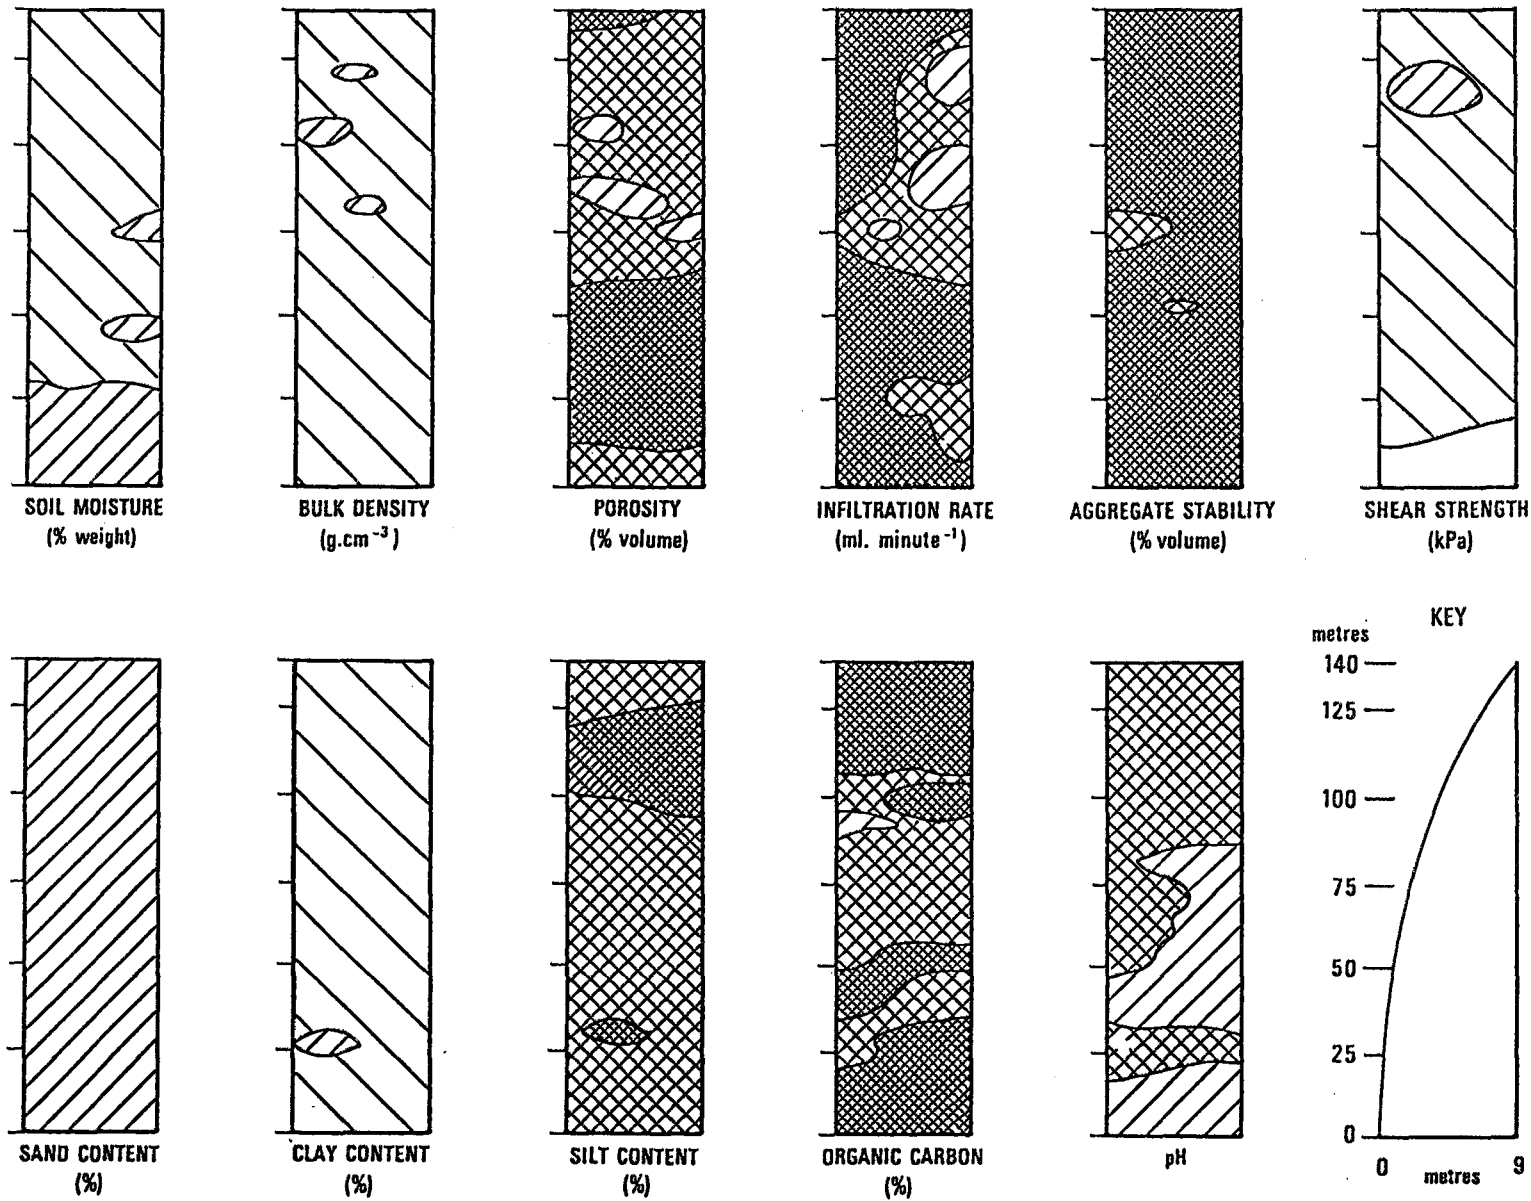 SOIL MOISTURE
(% weight)
BULK DENSITY
(g.cm⁻³)
POROSITY
(% volume)
INFILTRATION RATE
(ml. minute⁻¹)
AGGREGATE STABILITY
(% volume)
SHEAR STRENGTH
(kPa)
SAND CONTENT
(%)
CLAY CONTENT
(%)
SILT CONTENT
(%)
ORGANIC CARBON
(%)
pH
KEY
metres
140
125
100
75
50
25
0
0 metres 9